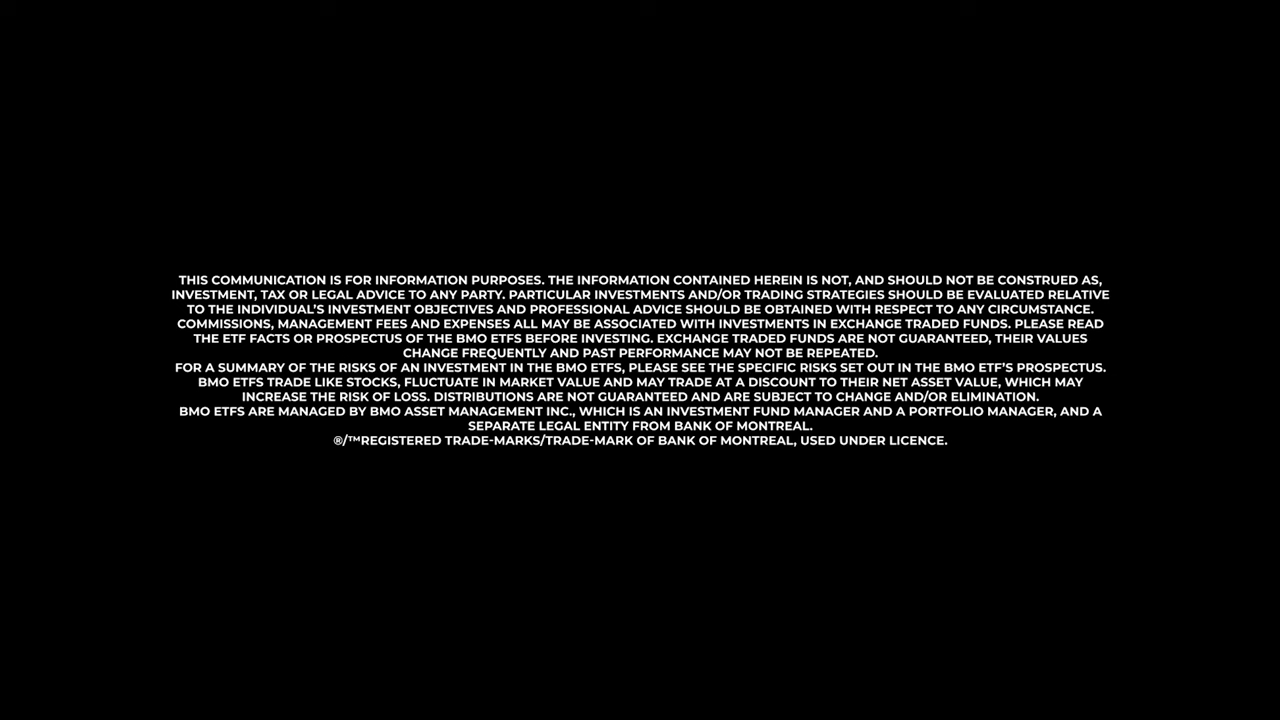 THIS COMMUNICATION IS FOR INFORMATION PURPOSES. THE INFORMATION CONTAINED HEREIN IS NOT, AND SHOULD NOT BE CONSTRUED AS,
INVESTMENT, TAX OR LEGAL ADVICE TO ANY PARTY. PARTICULAR INVESTMENTS AND/OR TRADING STRATEGIES SHOULD BE EVALUATED RELATIVE
TO THE INDIVIDUAL'S INVESTMENT OBJECTIVES AND PROFESSIONAL ADVICE SHOULD BE OBTAINED WITH RESPECT TO ANY CIRCUMSTANCE.
COMMISSIONS, MANAGEMENT FEES AND EXPENSES ALL MAY BE ASSOCIATED WITH INVESTMENTS IN EXCHANGE TRADED FUNDS. PLEASE READ
THE ETF FACTS OR PROSPECTUS OF THE BMO ETFS BEFORE INVESTING. EXCHANGE TRADED FUNDS ARE NOT GUARANTEED, THEIR VALUES
CHANGE FREQUENTLY AND PAST PERFORMANCE MAY NOT BE REPEATED.
FOR A SUMMARY OF THE RISKS OF AN INVESTMENT IN THE BMO ETFS, PLEASE SEE THE SPECIFIC RISKS SET OUT IN THE BMO ETF'S PROSPECTUS.
BMO ETFS TRADE LIKE STOCKS, FLUCTUATE IN MARKET VALUE AND MAY TRADE AT A DISCOUNT TO THEIR NET ASSET VALUE, WHICH MAY
INCREASE THE RISK OF LOSS. DISTRIBUTIONS ARE NOT GUARANTEED AND ARE SUBJECT TO CHANGE AND/OR ELIMINATION.
BMO ETFS ARE MANAGED BY BMO ASSET MANAGEMENT INC., WHICH IS AN INVESTMENT FUND MANAGER AND A PORTFOLIO MANAGER, AND A
SEPARATE LEGAL ENTITY FROM BANK OF MONTREAL.
®/™REGISTERED TRADE-MARKS/TRADE-MARK OF BANK OF MONTREAL, USED UNDER LICENCE.